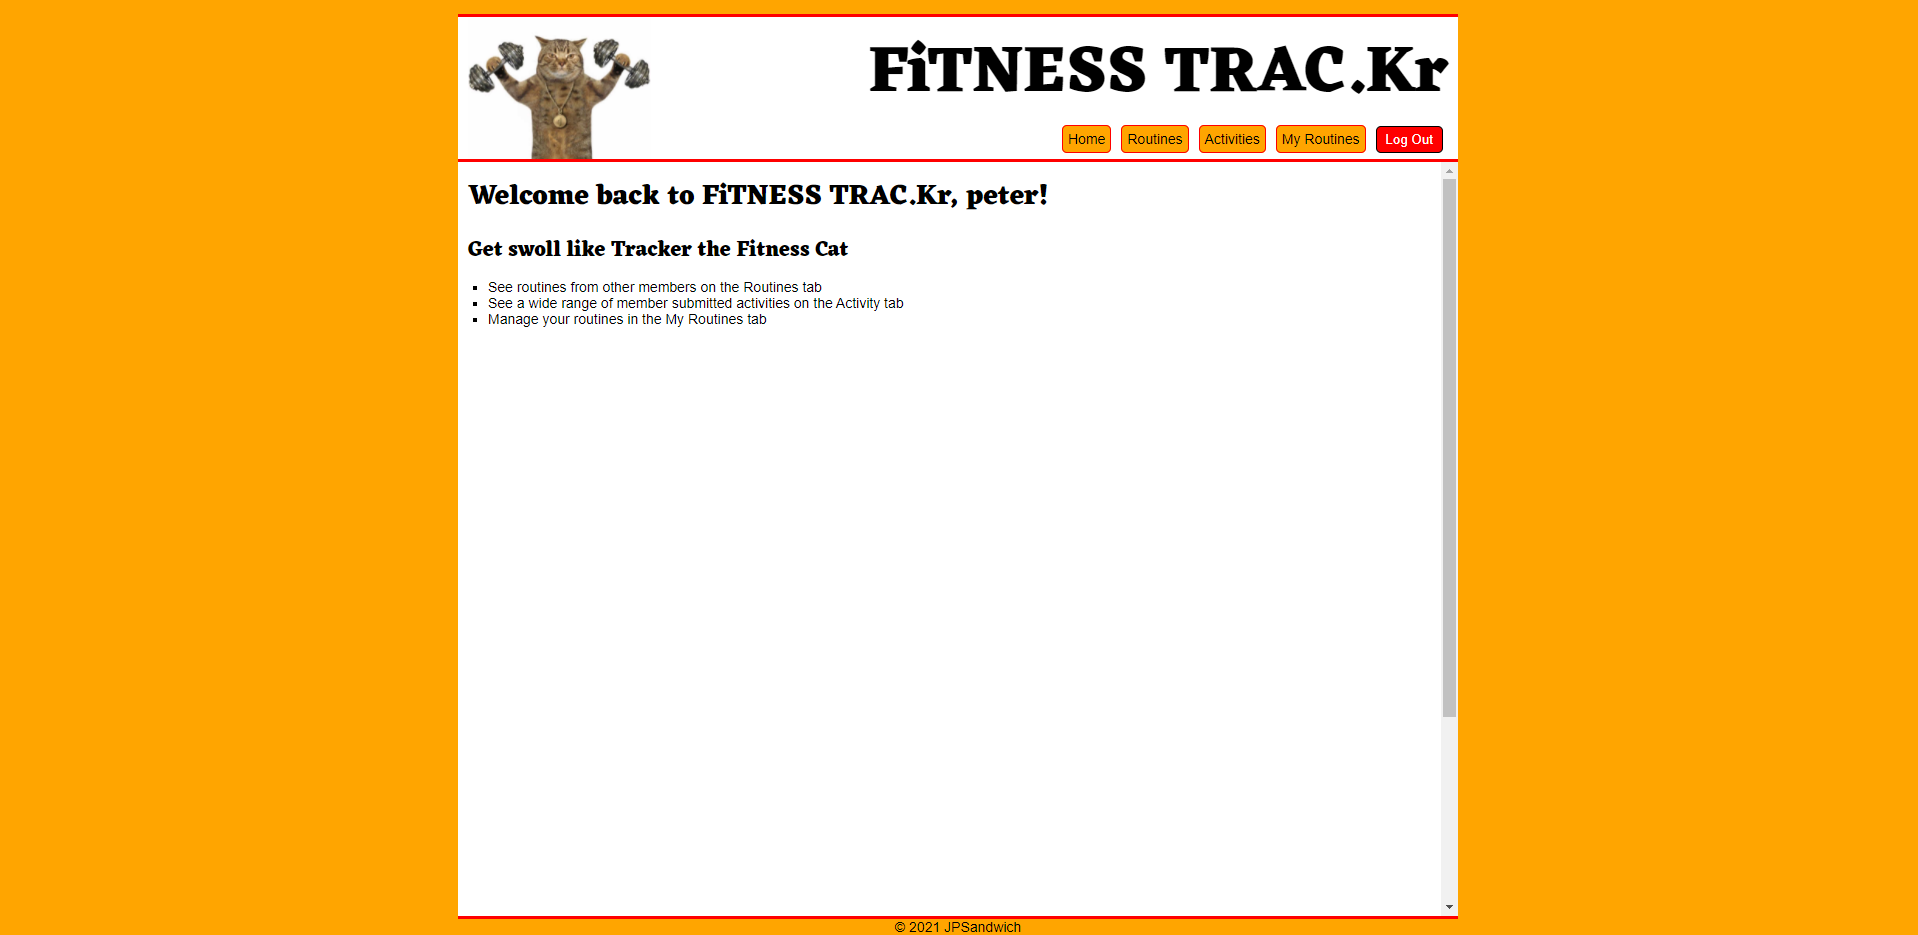 FiTNESS TRAC.Kr
Home Routines Activities My Routines Log Out
Welcome back to FiTNESS TRAC.Kr, peter!
Get swoll like Tracker the Fitness Cat
See routines from other members on the Routines tab
See a wide range of member submitted activities on the Activity tab
Manage your routines in the My Routines tab
© 2021 JPSandwich